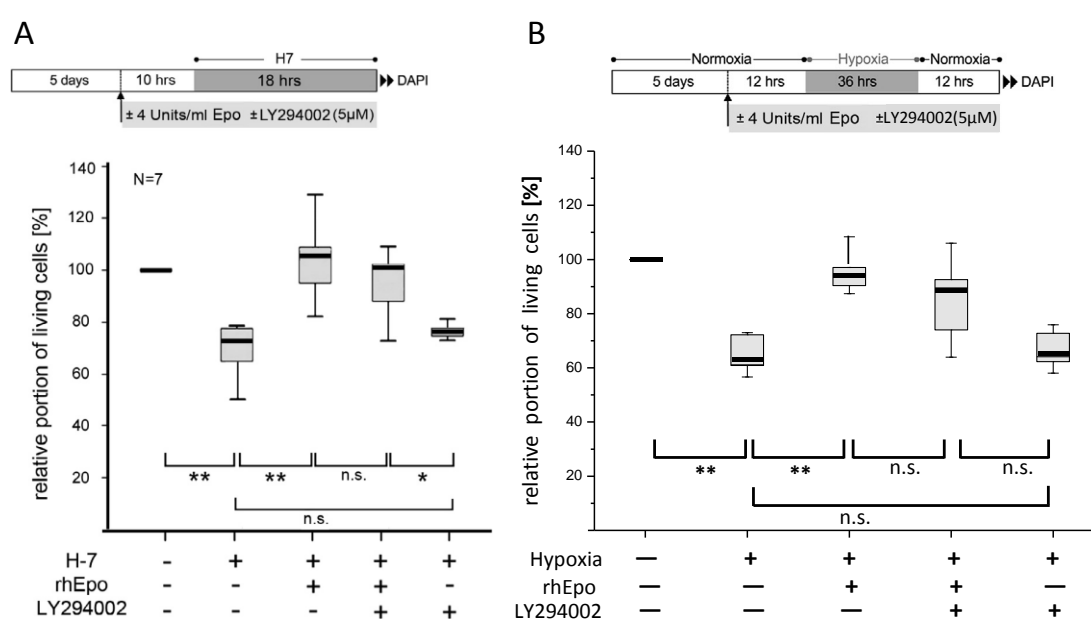 A
H7
5 days 10 hrs 18 hrs DAPI
± 4 Units/ml Epo ±LY294002 (5µM)
140
120
100
80
60
40
20
0
relative portion of living cells [%]
N=7
** ** n.s. *
n.s.
H-7 - + + + +
rhEpo - - + + -
LY294002 - - - + +
B
Normoxia Hypoxia Normoxia
5 days 12 hrs 36 hrs 12 hrs DAPI
± 4 Units/ml Epo ±LY294002(5µM)
140
120
100
80
60
40
20
0
relative portion of living cells [%]
** ** n.s. n.s.
n.s.
Hypoxia — + + + +
rhEpo — — + + —
LY294002 — — — + +